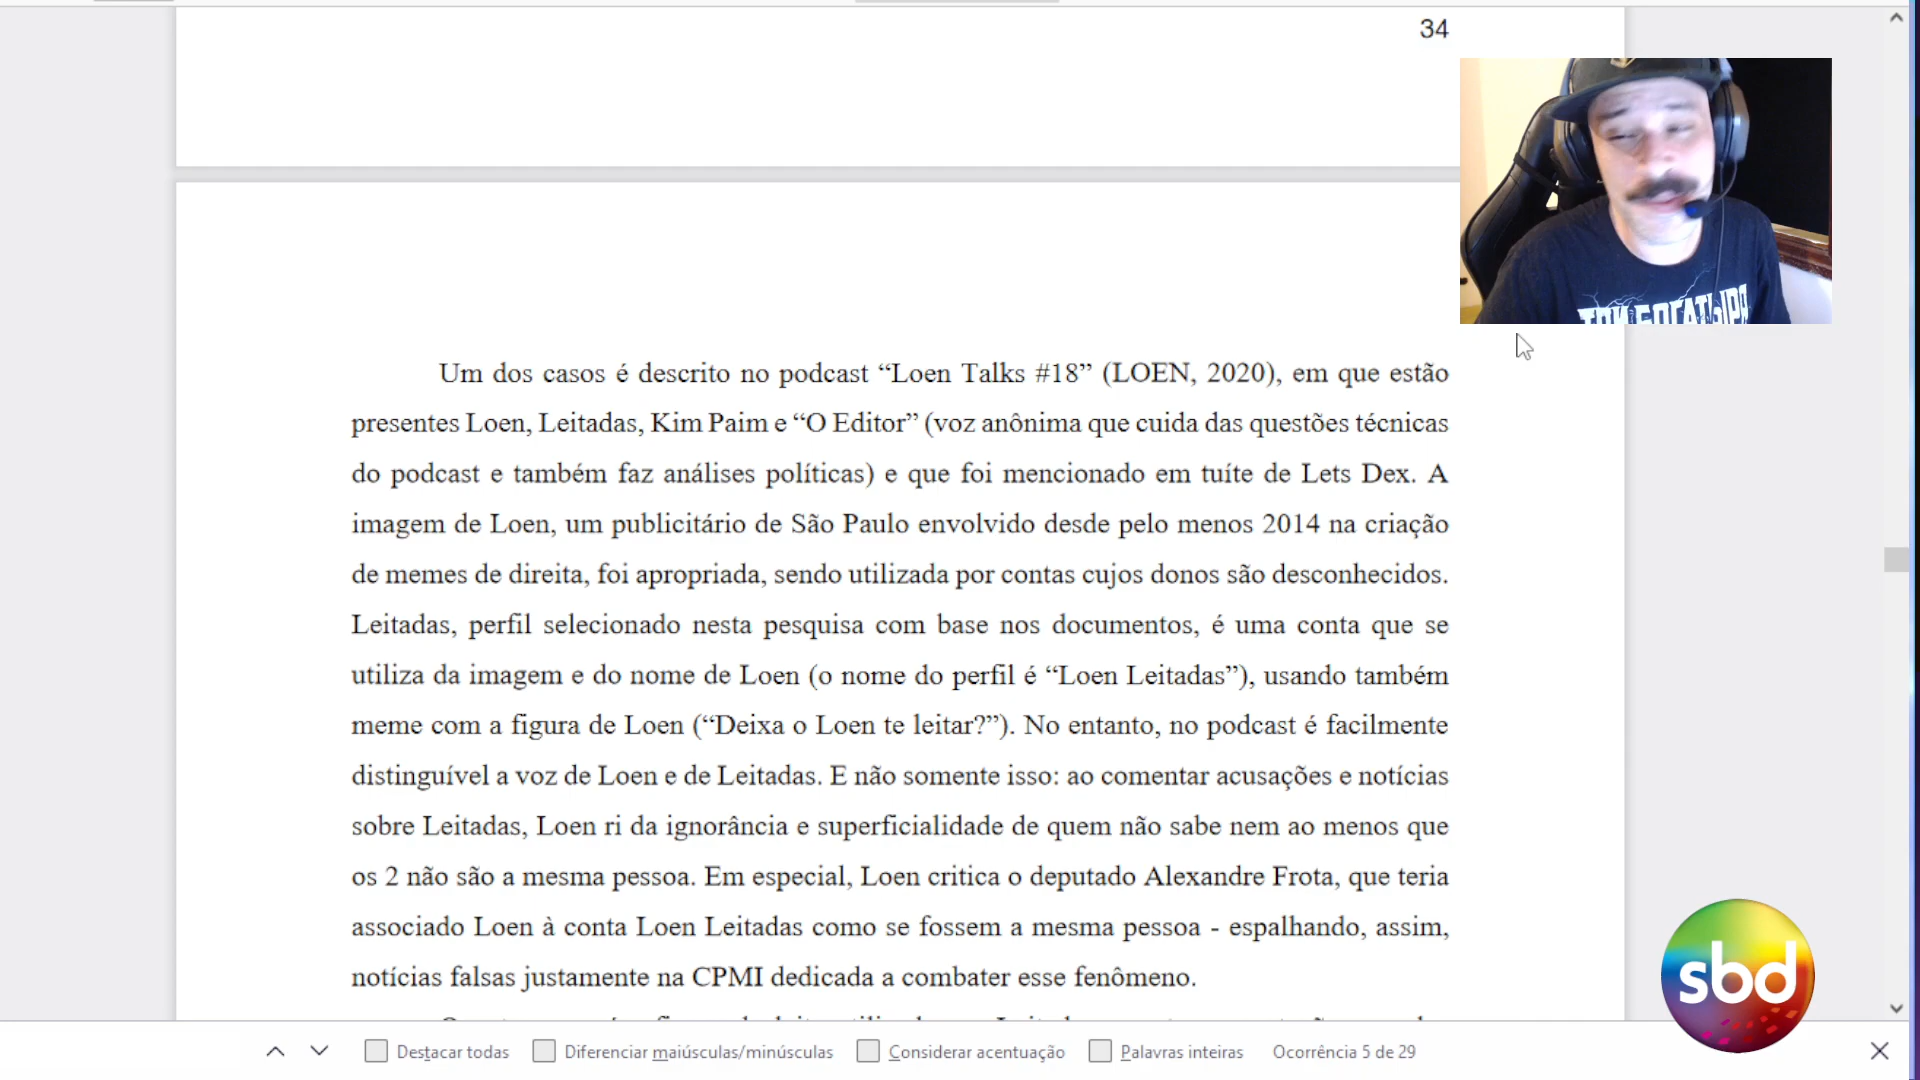 34
Um dos casos é descrito no podcast “Loen Talks #18” (LOEN, 2020), em que estão
presentes Loen, Leitadas, Kim Paim e “O Editor” (voz anônima que cuida das questões técnicas
do podcast e também faz análises políticas) e que foi mencionado em tuíte de Lets Dex. A
imagem de Loen, um publicitário de São Paulo envolvido desde pelo menos 2014 na criação
de memes de direita, foi apropriada, sendo utilizada por contas cujos donos são desconhecidos.
Leitadas, perfil selecionado nesta pesquisa com base nos documentos, é uma conta que se
utiliza da imagem e do nome de Loen (o nome do perfil é “Loen Leitadas”), usando também
meme com a figura de Loen (“Deixa o Loen te leitar?”). No entanto, no podcast é facilmente
distinguível a voz de Loen e de Leitadas. E não somente isso: ao comentar acusações e notícias
sobre Leitadas, Loen ri da ignorância e superficialidade de quem não sabe nem ao menos que
os 2 não são a mesma pessoa. Em especial, Loen critica o deputado Alexandre Frota, que teria
associado Loen à conta Loen Leitadas como se fossem a mesma pessoa - espalhando, assim,
notícias falsas justamente na CPMI dedicada a combater esse fenômeno.
sbd
Destacar todas Diferenciar maiúsculas/minúsculas Considerar acentuação Palavras inteiras Ocorrência 5 de 29